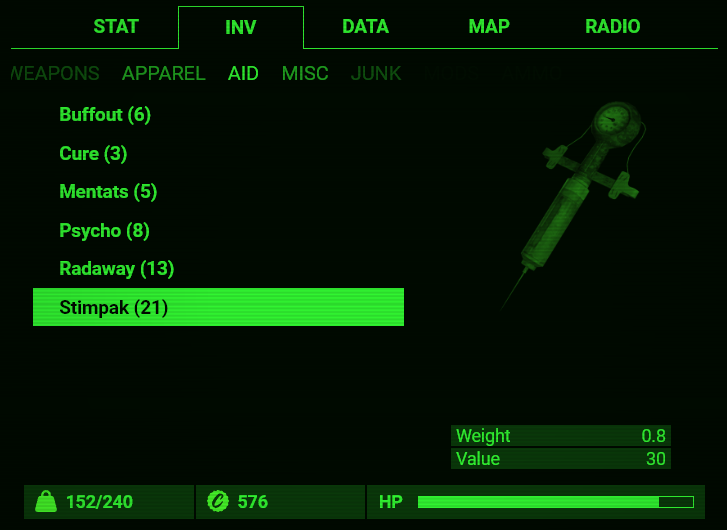 STAT INV DATA MAP RADIO
WEAPONS APPAREL AID MISC JUNK
Buffout (6)
Cure (3)
Mentats (5)
Psycho (8)
Radaway (13)
Stimpak (21)
Weight 0.8
Value 30
152/240 576 HP